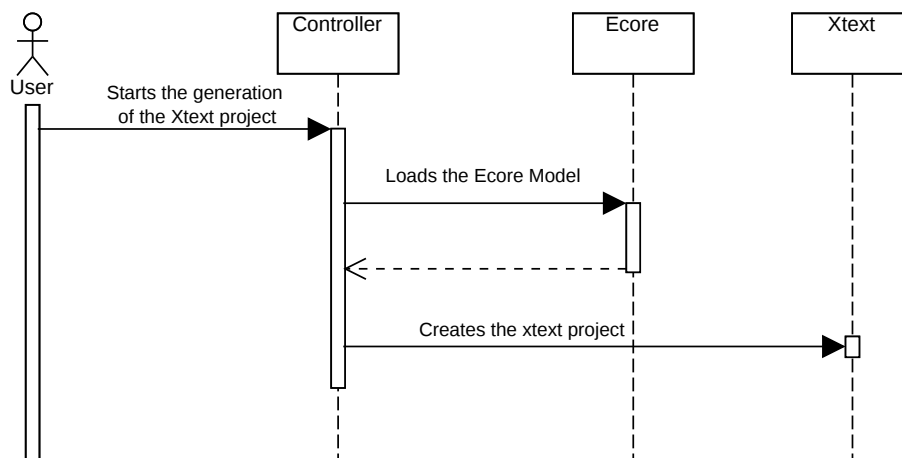 Controller
Ecore
Xtext
User
Starts the generation
of the Xtext project
Loads the Ecore Model
Creates the xtext project